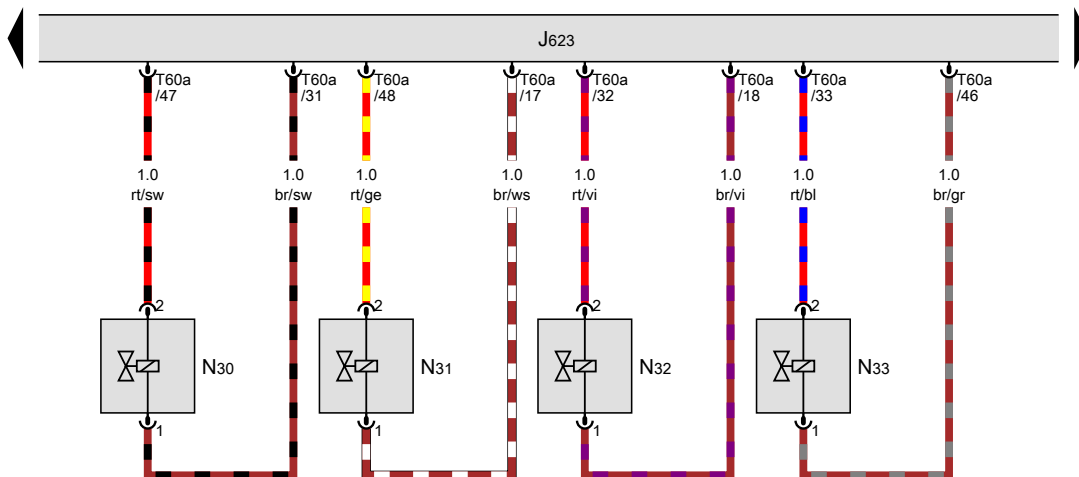 J623
T60a
/47
T60a
/31
T60a
/48
T60a
/17
T60a
/32
T60a
/18
T60a
/33
T60a
/46
1.0
rt/sw
1.0
br/sw
1.0
rt/ge
1.0
br/ws
1.0
rt/vi
1.0
br/vi
1.0
rt/bl
1.0
br/gr
2
2
2
2
N30
N31
N32
N33
1
1
1
1